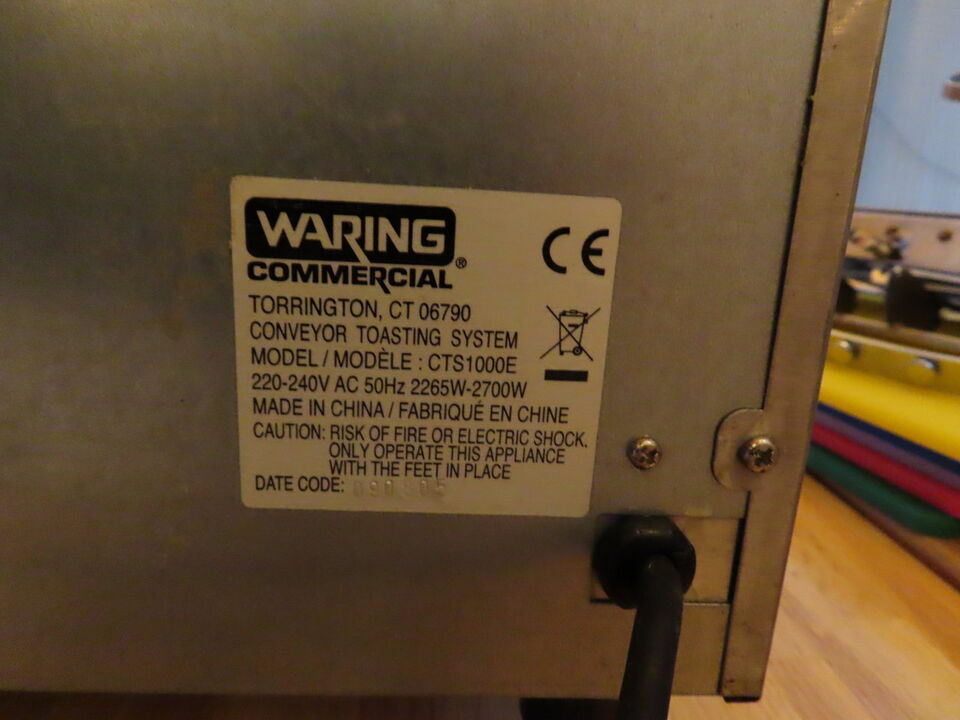 WARING
COMMERCIAL®
CE
TORRINGTON, CT 06790
CONVEYOR TOASTING SYSTEM
MODEL / MODÈLE : CTS1000E
220-240V AC 50Hz 2265W-2700W
MADE IN CHINA / FABRIQUÉ EN CHINE
CAUTION: RISK OF FIRE OR ELECTRIC SHOCK.
ONLY OPERATE THIS APPLIANCE
WITH THE FEET IN PLACE
DATE CODE: